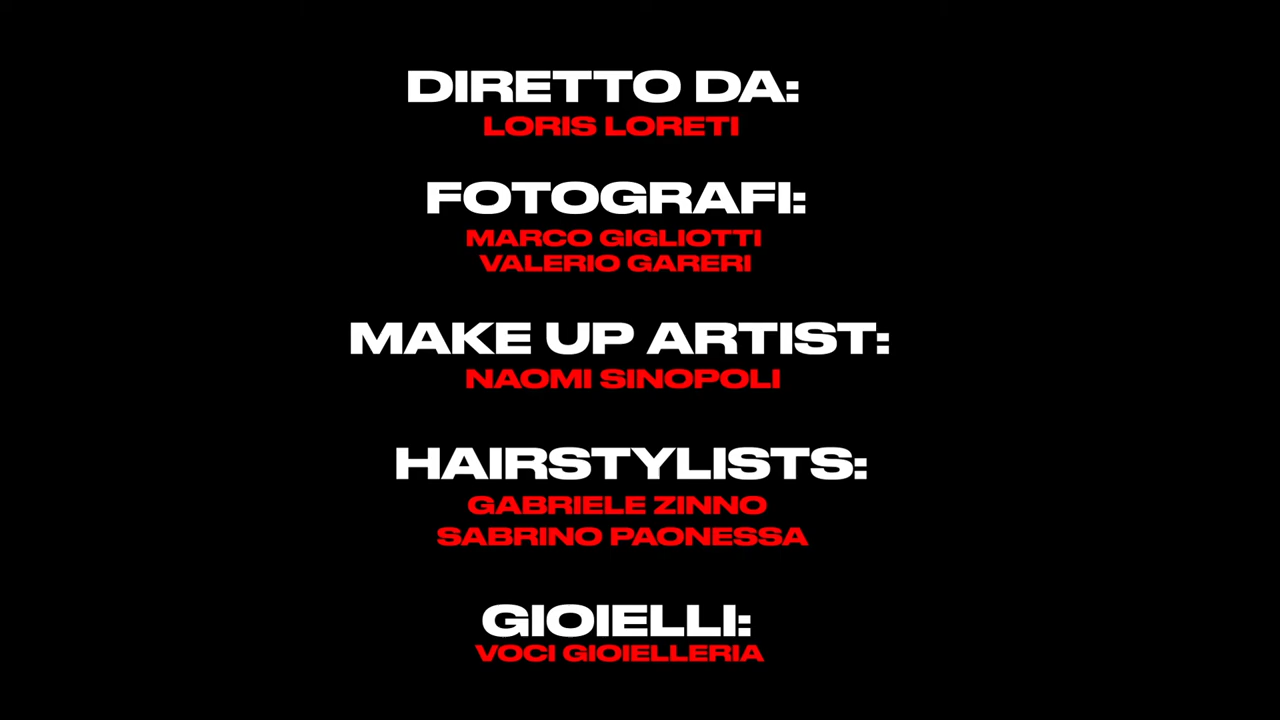 DIRETTO DA:
LORIS LORETI
FOTOGRAFI:
MARCO GIGLIOTTI
VALERIO GARERI
MAKE UP ARTIST:
NAOMI SINOPOLI
HAIRSTYLISTS:
GABRIELE ZINNO
SABRINO PAONESSA
GIOIELLI:
VOCI GIOIELLERIA